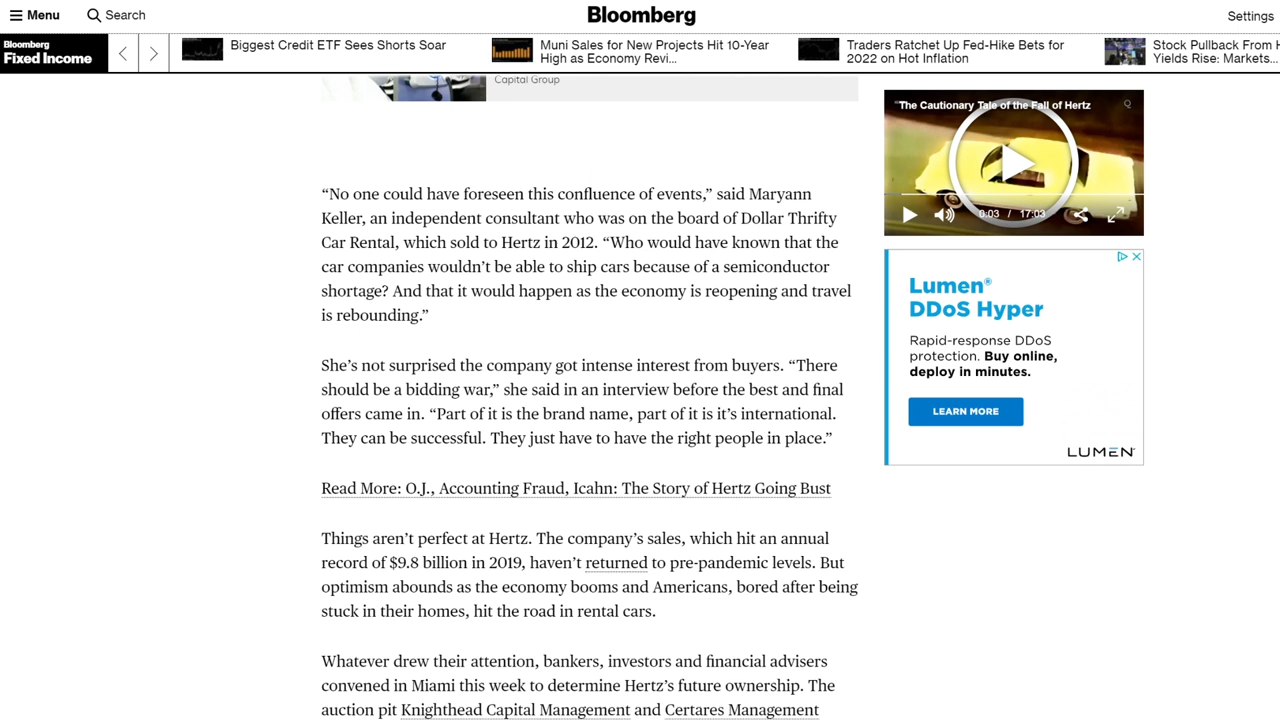 Menu
Search
Bloomberg
Settings
Bloomberg
Fixed Income
Biggest Credit ETF Sees Shorts Soar
Muni Sales for New Projects Hit 10-Year
High as Economy Revi...
Traders Ratchet Up Fed-Hike Bets for
2022 on Hot Inflation
Stock Pullback From H
Yields Rise: Markets...
Capital Group
“No one could have foreseen this confluence of events,” said Maryann
Keller, an independent consultant who was on the board of Dollar Thrifty
Car Rental, which sold to Hertz in 2012. “Who would have known that the
car companies wouldn’t be able to ship cars because of a semiconductor
shortage? And that it would happen as the economy is reopening and travel
is rebounding.”
She’s not surprised the company got intense interest from buyers. “There
should be a bidding war,” she said in an interview before the best and final
offers came in. “Part of it is the brand name, part of it is it’s international.
They can be successful. They just have to have the right people in place.”
Read More: O.J., Accounting Fraud, Icahn: The Story of Hertz Going Bust
Things aren’t perfect at Hertz. The company’s sales, which hit an annual
record of $9.8 billion in 2019, haven’t returned to pre-pandemic levels. But
optimism abounds as the economy booms and Americans, bored after being
stuck in their homes, hit the road in rental cars.
Whatever drew their attention, bankers, investors and financial advisers
convened in Miami this week to determine Hertz’s future ownership. The
auction pit Knighthead Capital Management and Certares Management
The Cautionary Tale of the Fall of Hertz
0:03 / 17:03
Lumen®
DDoS Hyper
Rapid-response DDoS
protection. Buy online,
deploy in minutes.
LEARN MORE
LUMEN